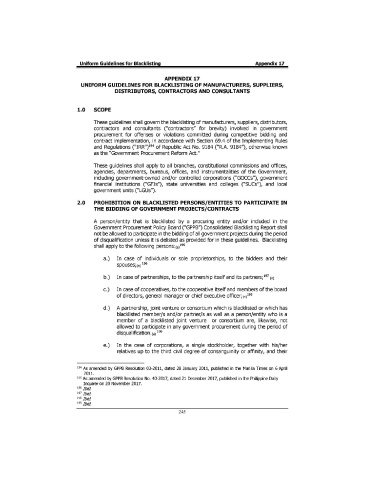 Uniform Guidelines for Blacklisting Appendix 17
APPENDIX 17
UNIFORM GUIDELINES FOR BLACKLISTING OF MANUFACTURERS, SUPPLIERS,
DISTRIBUTORS, CONTRACTORS AND CONSULTANTS
1.0 SCOPE
These guidelines shall govern the blacklisting of manufacturers, suppliers, distributors,
contractors and consultants ("contractors" for brevity) involved in government
procurement for offenses or violations committed during competitive bidding and
contract implementation, in accordance with Section 69.4 of the Implementing Rules
and Regulations ("IRR") of Republic Act No. 9184 ("R.A. 9184"), otherwise known
as the "Government Procurement Reform Act."
These guidelines shall apply to all branches, constitutional commissions and offices,
agencies, departments, bureaus, offices, and instrumentalities of the Government,
including government-owned and/or controlled corporations ("GOCCs"), government
financial institutions ("GFIs"), state universities and colleges ("SUCs"), and local
government units ("LGUs").
2.0 PROHIBITION ON BLACKLISTED PERSONS/ENTITIES TO PARTICIPATE IN
THE BIDDING OF GOVERNMENT PROJECTS/CONTRACTS
A person/entity that is blacklisted by a procuring entity and/or included in the
Government Procurement Policy Board ("GPPB") Consolidated Blacklisting Report shall
not be allowed to participate in the bidding of all government projects during the period
of disqualification unless it is delisted as provided for in these guidelines. Blacklisting
shall apply to the following persons:
a.) In case of individuals or sole proprietorships, to the bidders and their
spouses;
b.) In case of partnerships, to the partnership itself and its partners;
c.) In case of cooperatives, to the cooperative itself and members of the board
of directors, general manager or chief executive officer;
d.) A partnership, joint venture or consortium which is blacklisted or which has
blacklisted member/s and/or partner/s as well as a person/entity who is a
member of a blacklisted joint venture or consortium are, likewise, not
allowed to participate in any government procurement during the period of
disqualification.
e.) In the case of corporations, a single stockholder, together with his/her
relatives up to the third civil degree of consanguinity or affinity, and their
As amended by GPPB Resolution 03-2011, dated 28 January 2011, published in the Manila Times on 6 April
2011.
As amended by GPPB Resolution No. 40-2017, dated 21 December 2017, published in the Philippine Daily
Inquirer on 20 November 2017.
Ibid
Ibid
Ibid
Ibid